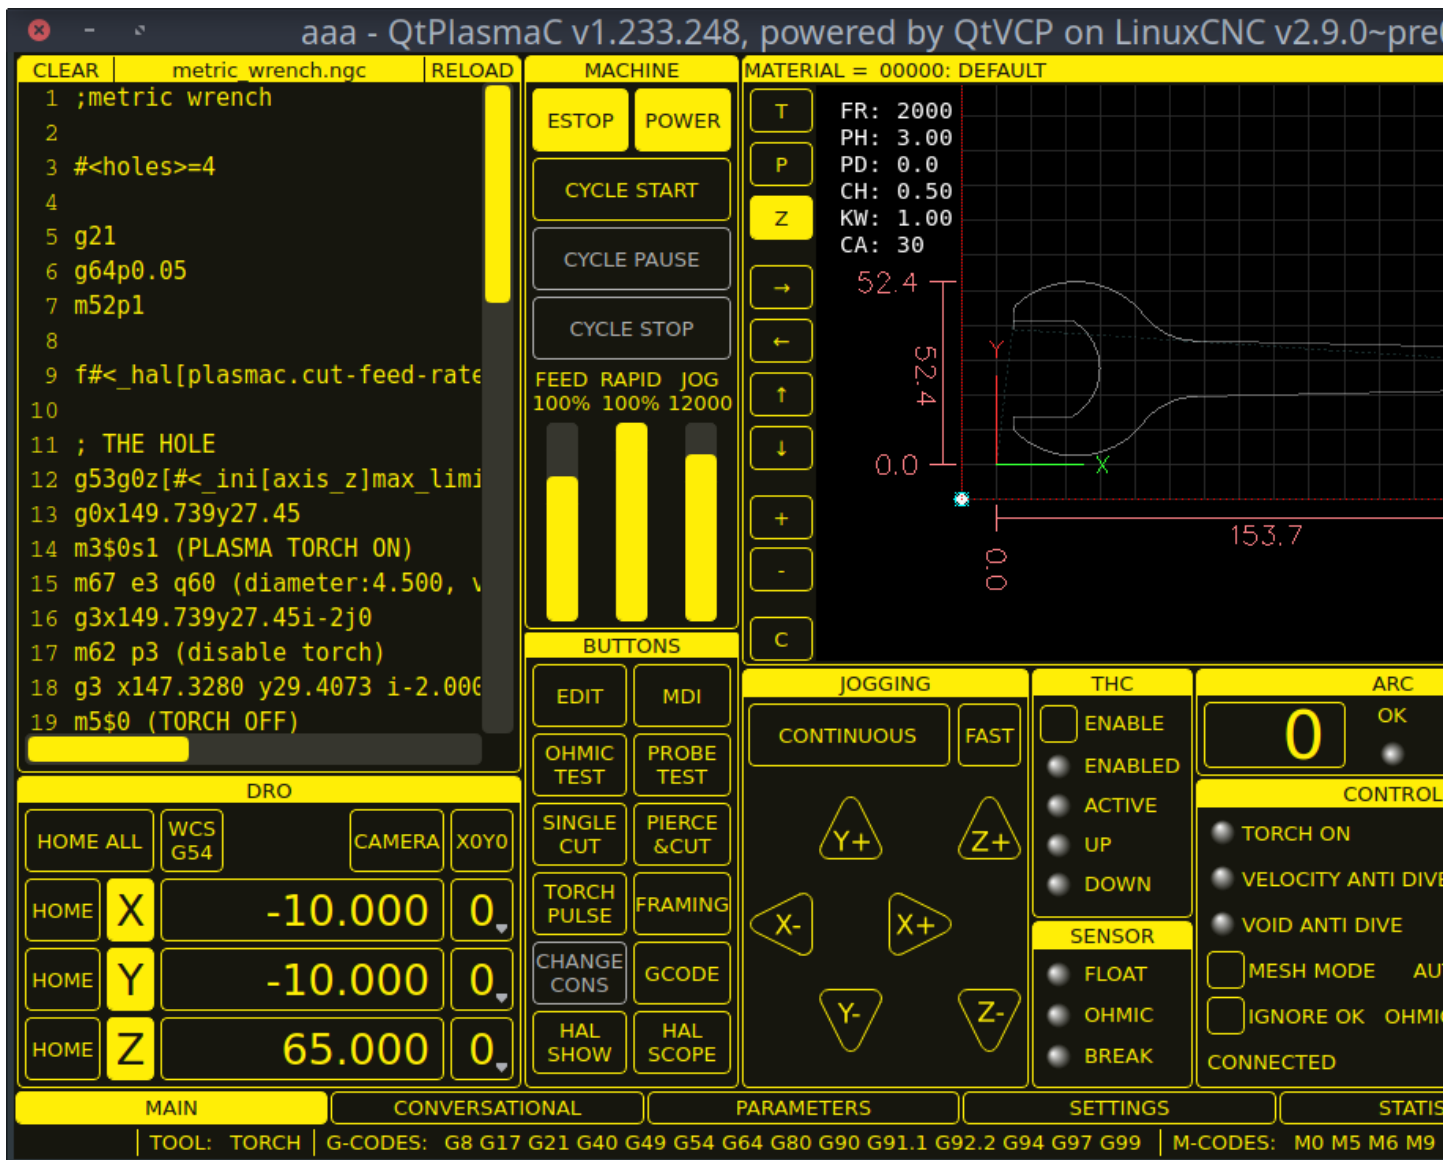 aaa - QtPlasmaC v1.233.248, powered by QtVCP on LinuxCNC v2.9.0~pre
CLEAR metric_wrench.ngc RELOAD
1 ;metric wrench
2
3 #<holes>=4
4
5 g21
6 g64p0.05
7 m52p1
8
9 f#<_hal[plasmac.cut-feed-rate
10
11 ; THE HOLE
12 g53g0z[#<_ini[axis_z]max_limi
13 g0x149.739y27.45
14 m3$0s1 (PLASMA TORCH ON)
15 m67 e3 q60 (diameter:4.500, v
16 g3x149.739y27.45i-2j0
17 m62 p3 (disable torch)
18 g3 x147.3280 y29.4073 i-2.000
19 m5$0 (TORCH OFF)
DRO
HOME ALL WCS G54 CAMERA X0Y0
HOME X -10.000 0
HOME Y -10.000 0
HOME Z 65.000 0
MACHINE
ESTOP POWER
CYCLE START
CYCLE PAUSE
CYCLE STOP
FEED RAPID JOG
100% 100% 12000
BUTTONS
EDIT MDI
OHMIC TEST PROBE TEST
SINGLE CUT PIERCE &CUT
TORCH PULSE FRAMING
CHANGE CONS GCODE
HAL SHOW HAL SCOPE
MATERIAL = 00000: DEFAULT
T
P
Z
→
←
↑
↓
+
-
C
FR: 2000
PH: 3.00
PD: 0.0
CH: 0.50
KW: 1.00
CA: 30
52.4
52.4
0.0
Y
X
153.7
0.0
JOGGING
CONTINUOUS FAST
Y+ Z+
X- X+
Y- Z-
THC
ENABLE
ENABLED
ACTIVE
UP
DOWN
SENSOR
FLOAT
OHMIC
BREAK
ARC
0 OK
CONTROL
TORCH ON
VELOCITY ANTI DIVE
VOID ANTI DIVE
MESH MODE AU
IGNORE OK OHMIC
CONNECTED
MAIN CONVERSATIONAL PARAMETERS SETTINGS STATIS
TOOL: TORCH G-CODES: G8 G17 G21 G40 G49 G54 G64 G80 G90 G91.1 G92.2 G94 G97 G99 M-CODES: M0 M5 M6 M9